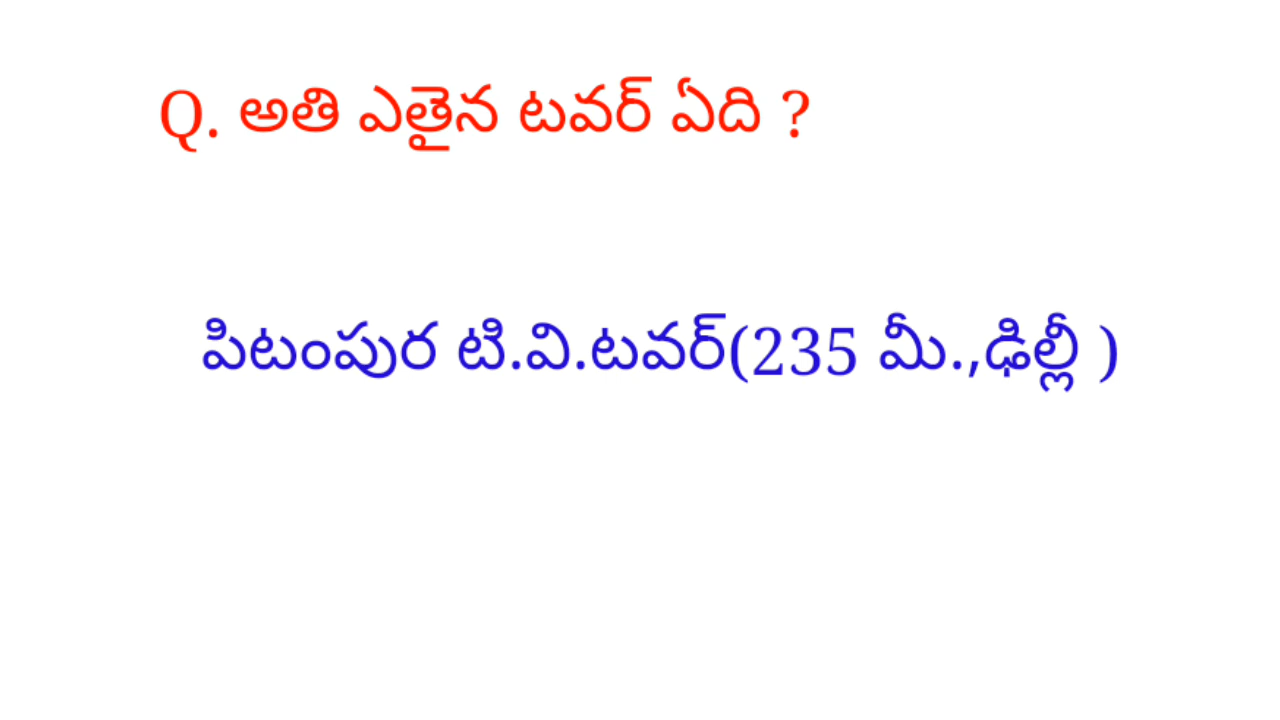 Q. అతి ఎతైన టవర్ ఏది ?
పిటంపుర టి.వి.టవర్(235 మీ.,ఢిల్లీ )